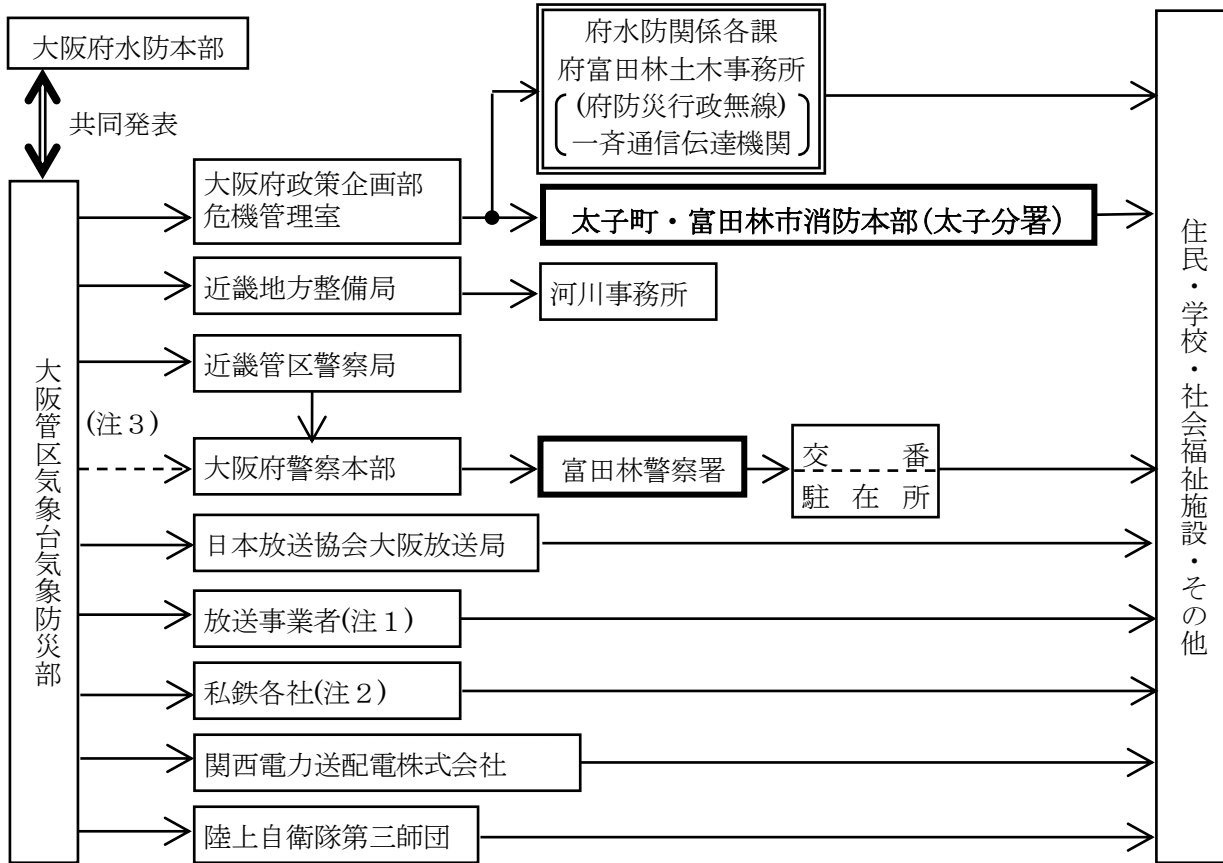 大阪府水防本部
共同発表
大阪管区気象台気象防災部
大阪府政策企画部
危機管理室
府水防関係各課
府富田林土木事務所
(府防災行政無線)
一斉通信伝達機関
太子町・富田林市消防本部(太子分署)
近畿地方整備局
河川事務所
近畿管区警察局
(注3)
大阪府警察本部
富田林警察署
交番
駐在所
日本放送協会大阪放送局
放送事業者(注1)
私鉄各社(注2)
関西電力送配電株式会社
陸上自衛隊第三師団
住民・学校・社会福祉施設・その他